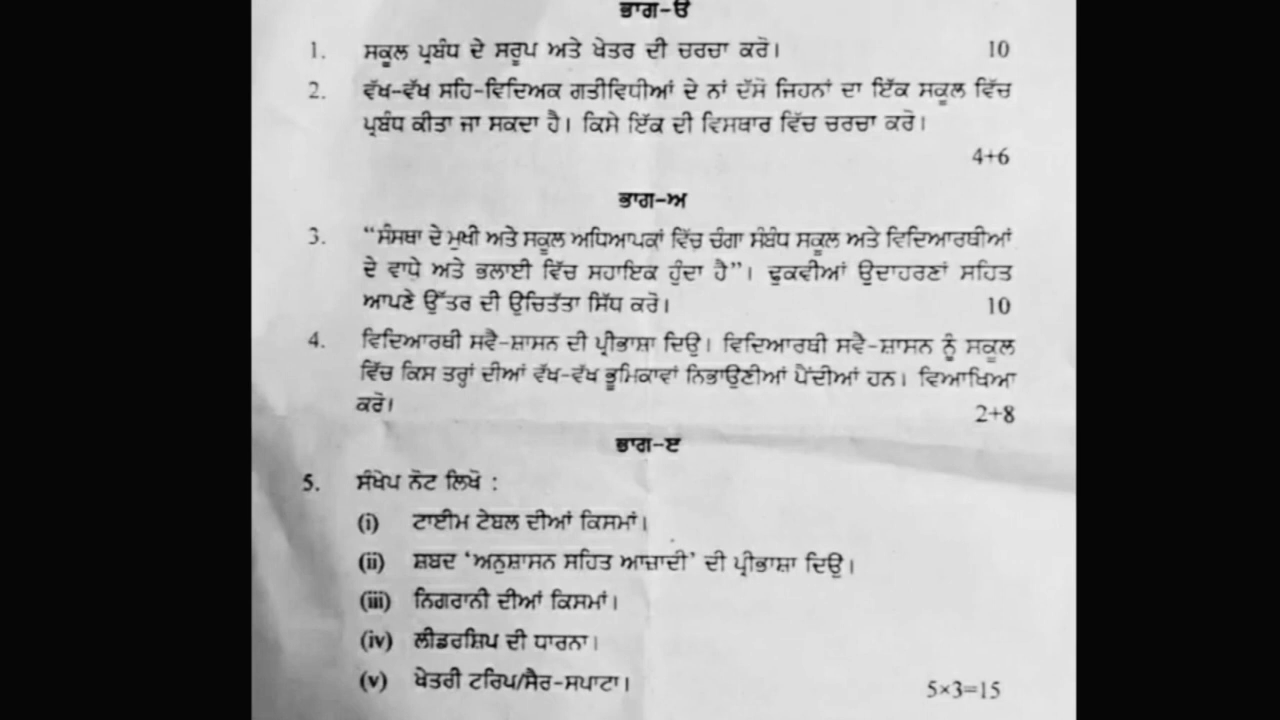 ਭਾਗ-ੳ
1. ਸਕੂਲ ਪ੍ਰਬੰਧ ਦੇ ਸਰੂਪ ਅਤੇ ਖੇਤਰ ਦੀ ਚਰਚਾ ਕਰੋ। 10
2. ਵੱਖ-ਵੱਖ ਸਹਿ-ਵਿਦਿਅਕ ਗਤੀਵਿਧੀਆਂ ਦੇ ਨਾਂ ਦੱਸੋ ਜਿਹਨਾਂ ਦਾ ਇੱਕ ਸਕੂਲ ਵਿੱਚ
ਪ੍ਰਬੰਧ ਕੀਤਾ ਜਾ ਸਕਦਾ ਹੈ। ਕਿਸੇ ਇੱਕ ਦੀ ਵਿਸਥਾਰ ਵਿੱਚ ਚਰਚਾ ਕਰੋ।
4+6
ਭਾਗ-ਅ
3. “ਸੰਸਥਾ ਦੇ ਮੁਖੀ ਅਤੇ ਸਕੂਲ ਅਧਿਆਪਕਾਂ ਵਿੱਚ ਚੰਗਾ ਸੰਬੰਧ ਸਕੂਲ ਅਤੇ ਵਿਦਿਆਰਥੀਆਂ
ਦੇ ਵਾਧੇ ਅਤੇ ਭਲਾਈ ਵਿੱਚ ਸਹਾਇਕ ਹੁੰਦਾ ਹੈ”। ਢੁਕਵੀਆਂ ਉਦਾਹਰਣਾਂ ਸਹਿਤ
ਆਪਣੇ ਉੱਤਰ ਦੀ ਉਚਿਤੱਤਾ ਸਿੱਧ ਕਰੋ। 10
4. ਵਿਦਿਆਰਥੀ ਸਵੈ-ਸ਼ਾਸਨ ਦੀ ਪ੍ਰੀਭਾਸ਼ਾ ਦਿਉ। ਵਿਦਿਆਰਥੀ ਸਵੈ-ਸ਼ਾਸਨ ਨੂੰ ਸਕੂਲ
ਵਿੱਚ ਕਿਸ ਤਰ੍ਹਾਂ ਦੀਆਂ ਵੱਖ-ਵੱਖ ਭੂਮਿਕਾਵਾਂ ਨਿਭਾਉਣੀਆਂ ਪੈਂਦੀਆਂ ਹਨ। ਵਿਆਖਿਆ
ਕਰੋ। 2+8
ਭਾਗ-ੲ
5. ਸੰਖੇਪ ਨੋਟ ਲਿਖੋ :
(i) ਟਾਈਮ ਟੇਬਲ ਦੀਆਂ ਕਿਸਮਾਂ।
(ii) ਸ਼ਬਦ ‘ਅਨੁਸ਼ਾਸਨ ਸਹਿਤ ਆਜ਼ਾਦੀ’ ਦੀ ਪ੍ਰੀਭਾਸ਼ਾ ਦਿਉ।
(iii) ਨਿਗਰਾਨੀ ਦੀਆਂ ਕਿਸਮਾਂ।
(iv) ਲੀਡਰਸ਼ਿਪ ਦੀ ਧਾਰਨਾ।
(v) ਖੇਤਰੀ ਟਰਿਪ/ਸੈਰ-ਸਪਾਟਾ। 5×3=15